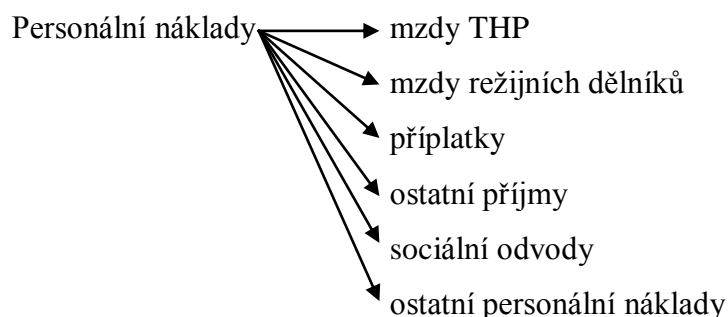 Personální náklady
mzdy THP
mzdy režijních dělníků
příplatky
ostatní příjmy
sociální odvody
ostatní personální náklady